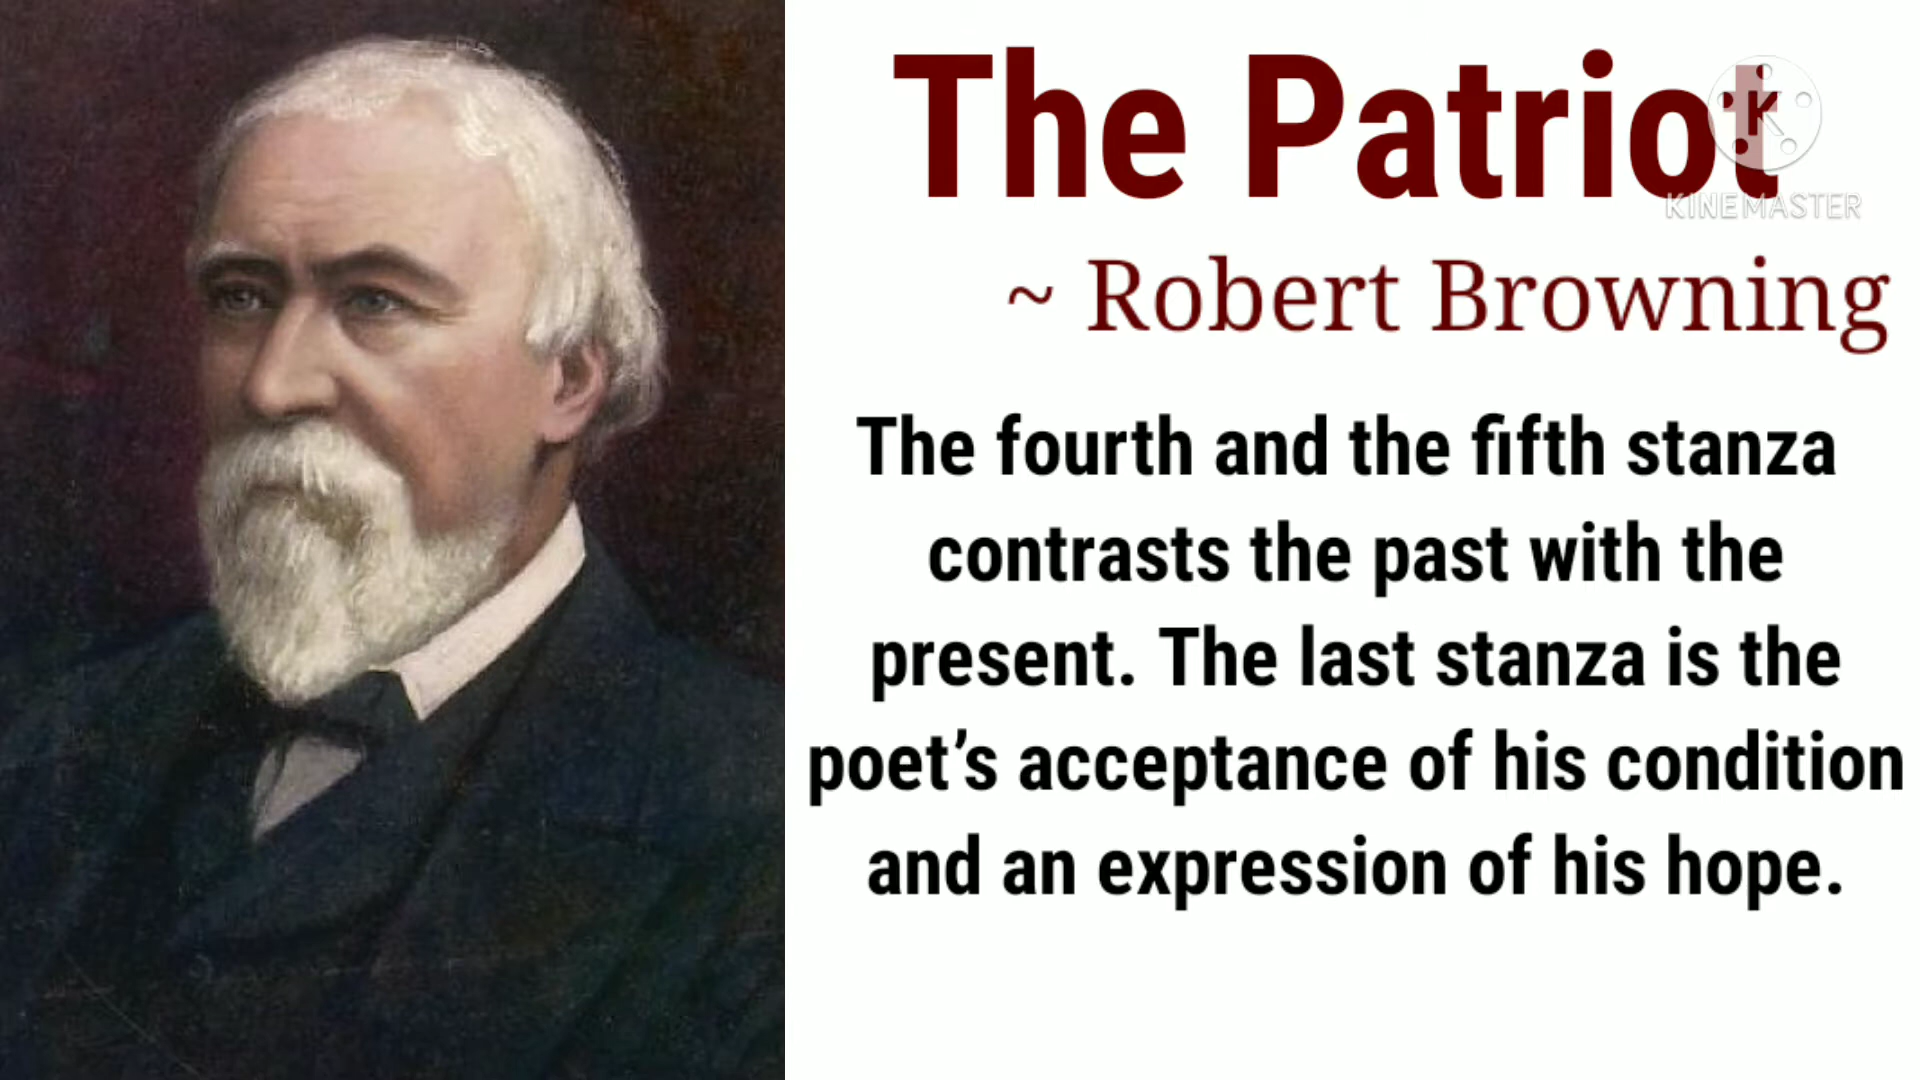 The Patriot
KINEMASTER
~ Robert Browning
The fourth and the fifth stanza
contrasts the past with the
present. The last stanza is the
poet’s acceptance of his condition
and an expression of his hope.